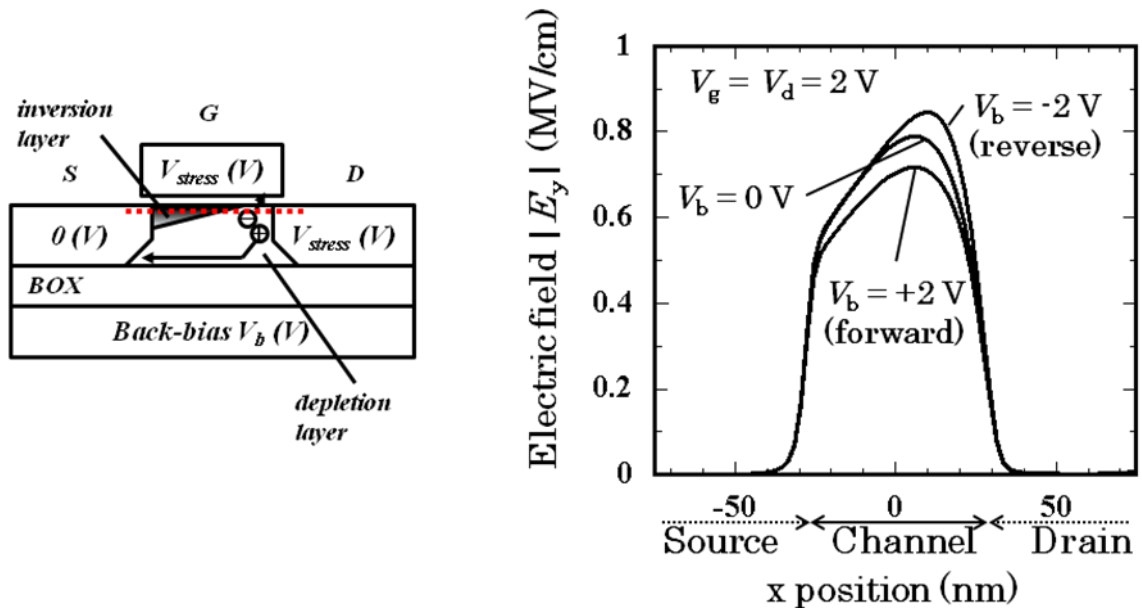 inversion
layer
G
S
V_stress (V)
D
0 (V)
V_stress (V)
BOX
Back-bias V_b (V)
depletion
layer
Electric field | E_y | (MV/cm)
1
0.8
0.6
0.4
0.2
0
V_g = V_d = 2 V
V_b = -2 V
(reverse)
V_b = 0 V
V_b = +2 V
(forward)
-50
0
50
Source
Channel
Drain
x position (nm)